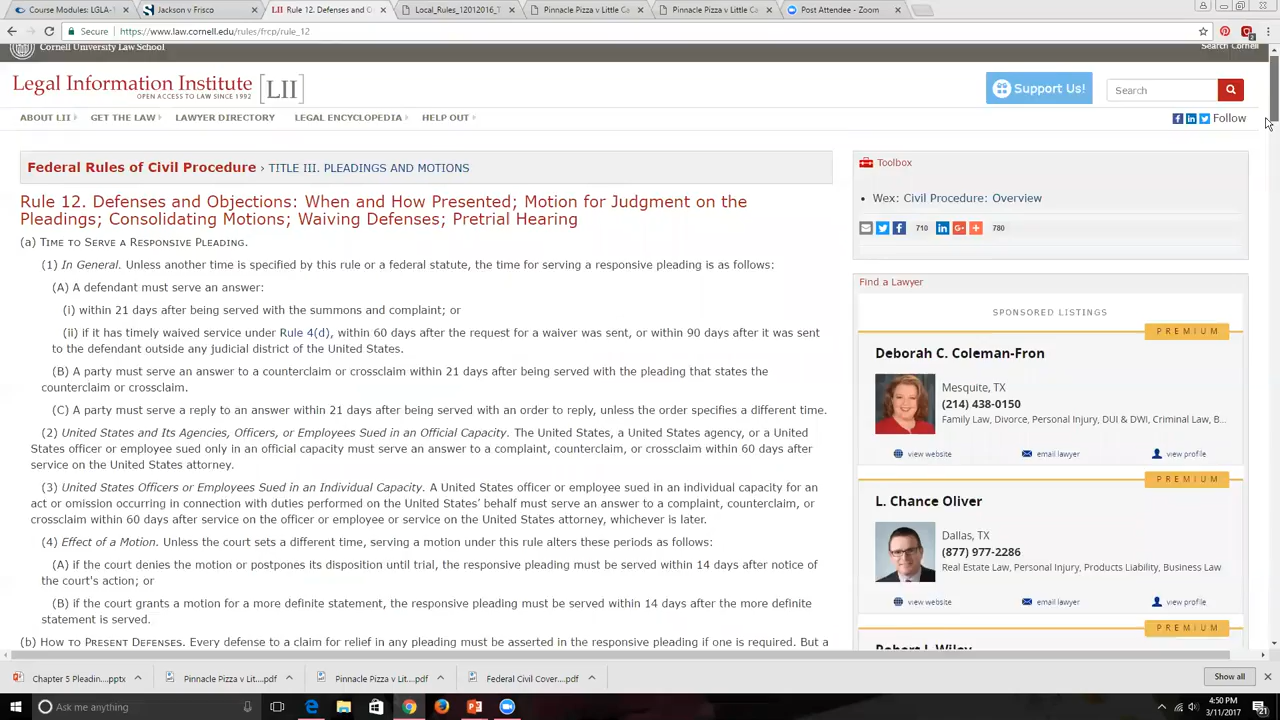 Course Modules: LGLA-1
Jackson v Frisco
LII Rule 12. Defenses and O
Local_Rules_12012016_1
Pinnacle Pizza v Little Ca
Pinnacle Pizza v Little C
Post Attendee - Zoom
Secure
https://www.law.cornell.edu/rules/frcp/rule_12
Cornell University Law School
Search Cornell
Legal Information Institute [LII]
OPEN ACCESS TO LAW SINCE 1992
Support Us!
Search
ABOUT LII
GET THE LAW
LAWYER DIRECTORY
LEGAL ENCYCLOPEDIA
HELP OUT
Follow
Federal Rules of Civil Procedure › TITLE III. PLEADINGS AND MOTIONS
Rule 12. Defenses and Objections: When and How Presented; Motion for Judgment on the
Pleadings; Consolidating Motions; Waiving Defenses; Pretrial Hearing
(a) TIME TO SERVE A RESPONSIVE PLEADING.
(1) In General. Unless another time is specified by this rule or a federal statute, the time for serving a responsive pleading is as follows:
(A) A defendant must serve an answer:
(i) within 21 days after being served with the summons and complaint; or
(ii) if it has timely waived service under Rule 4(d), within 60 days after the request for a waiver was sent, or within 90 days after it was sent
to the defendant outside any judicial district of the United States.
(B) A party must serve an answer to a counterclaim or crossclaim within 21 days after being served with the pleading that states the
counterclaim or crossclaim.
(C) A party must serve a reply to an answer within 21 days after being served with an order to reply, unless the order specifies a different time.
(2) United States and Its Agencies, Officers, or Employees Sued in an Official Capacity. The United States, a United States agency, or a United
States officer or employee sued only in an official capacity must serve an answer to a complaint, counterclaim, or crossclaim within 60 days after
service on the United States attorney.
(3) United States Officers or Employees Sued in an Individual Capacity. A United States officer or employee sued in an individual capacity for an
act or omission occurring in connection with duties performed on the United States’ behalf must serve an answer to a complaint, counterclaim, or
crossclaim within 60 days after service on the officer or employee or service on the United States attorney, whichever is later.
(4) Effect of a Motion. Unless the court sets a different time, serving a motion under this rule alters these periods as follows:
(A) if the court denies the motion or postpones its disposition until trial, the responsive pleading must be served within 14 days after notice of
the court's action; or
(B) if the court grants a motion for a more definite statement, the responsive pleading must be served within 14 days after the more definite
statement is served.
(b) HOW TO PRESENT DEFENSES. Every defense to a claim for relief in any pleading must be asserted in the responsive pleading if one is required. But a
Toolbox
Wex: Civil Procedure: Overview
710
780
Find a Lawyer
SPONSORED LISTINGS
PREMIUM
Deborah C. Coleman-Fron
Mesquite, TX
(214) 438-0150
Family Law, Divorce, Personal Injury, DUI & DWI, Criminal Law, B...
view website
email lawyer
view profile
PREMIUM
L. Chance Oliver
Dallas, TX
(877) 977-2286
Real Estate Law, Personal Injury, Products Liability, Business Law
view website
email lawyer
view profile
PREMIUM
Robert J. Wiley
Chapter 5 Pleadin....pptx
Pinnacle Pizza v Lit....pdf
Pinnacle Pizza v Lit....pdf
Federal Civil Cover....pdf
Show all
Ask me anything
4:50 PM
3/11/2017
21